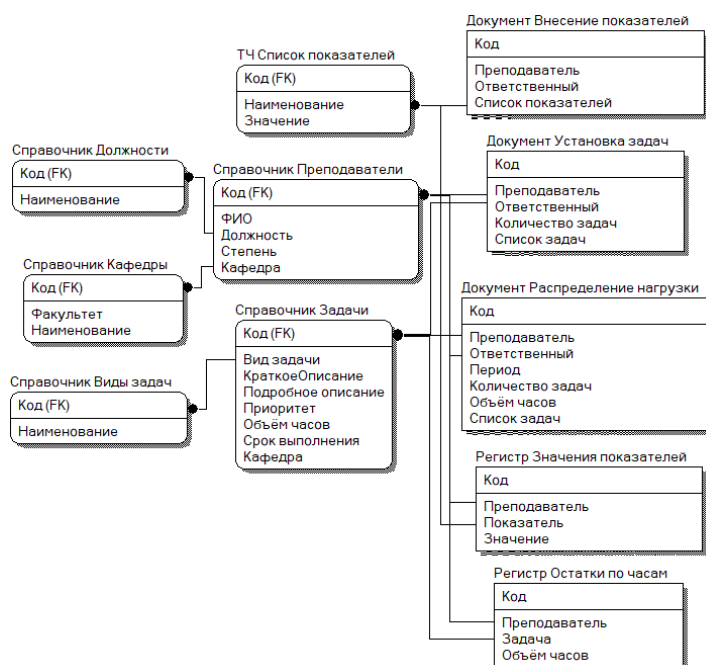 Документ Внесение показателей
Код
Преподаватель
Ответственный
Список показателей
ТЧ Список показателей
Код (FK)
Наименование
Значение
Документ Установка задач
Код
Преподаватель
Ответственный
Количество задач
Список задач
Справочник Должности
Код (FK)
Наименование
Справочник Преподаватели
Код (FK)
ФИО
Должность
Степень
Кафедра
Справочник Кафедры
Код (FK)
Факультет
Наименование
Документ Распределение нагрузки
Код
Преподаватель
Ответственный
Период
Количество задач
Объём часов
Список задач
Справочник Задачи
Код (FK)
Вид задачи
КраткоеОписание
Подробное описание
Приоритет
Объём часов
Срок выполнения
Кафедра
Справочник Виды задач
Код (FK)
Наименование
Регистр Значения показателей
Код
Преподаватель
Показатель
Значение
Регистр Остатки по часам
Код
Преподаватель
Задача
Объём часов